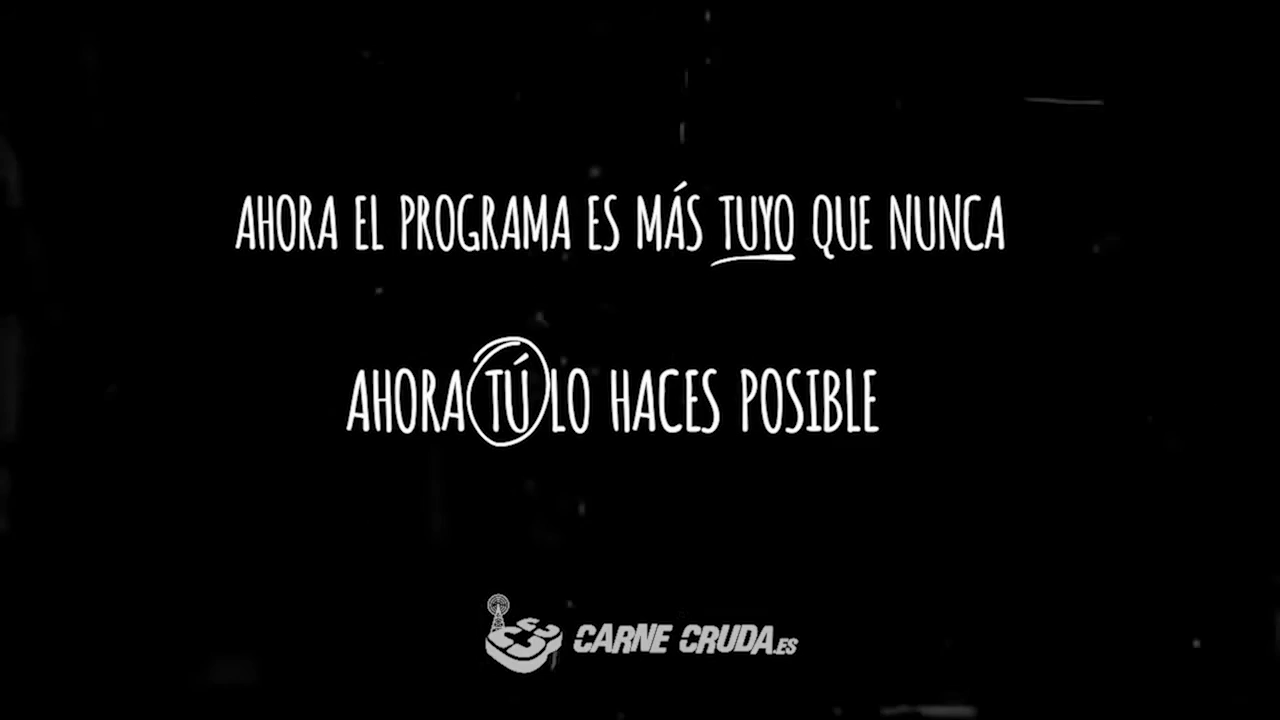 AHORA EL PROGRAMA ES MÁS TUYO QUE NUNCA
AHORA TÚ LO HACES POSIBLE
CARNE CRUDA.ES